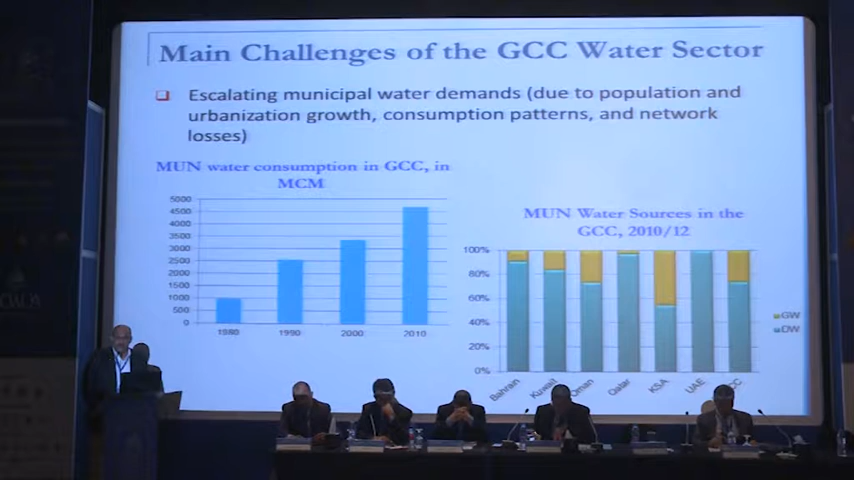 Main Challenges of the GCC Water Sector
Escalating municipal water demands (due to population and
urbanization growth, consumption patterns, and network
losses)
MUN water consumption in GCC, in
MCM
5000
4500
4000
3500
3000
2500
2000
1500
1000
500
0
1980 1990 2000 2010
MUN Water Sources in the
GCC, 2010/12
100%
80%
60%
40%
20%
0%
Bahrain Kuwait Oman Qatar KSA UAE GCC
GW
DW